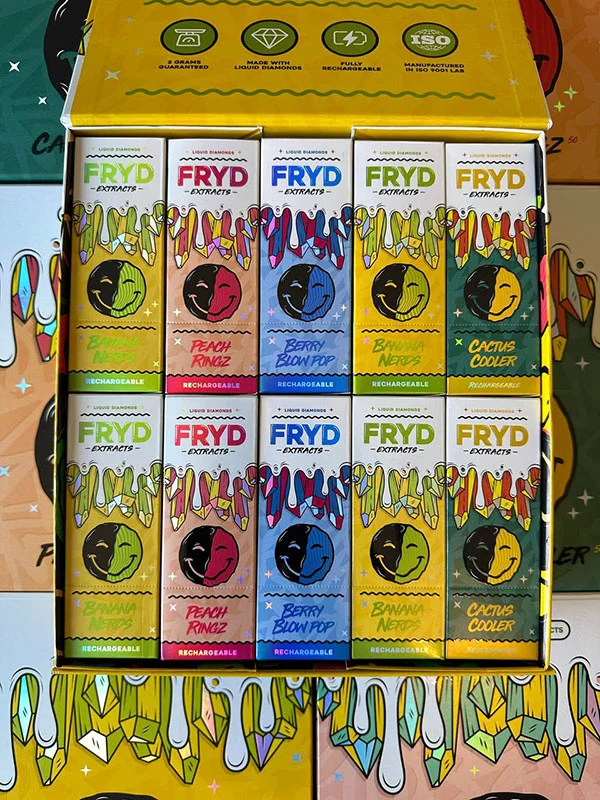 2 GRAMS
GUARANTEED
MADE WITH
LIQUID DIAMONDS
FULLY
RECHARGEABLE
ISO
MANUFACTURED
IN ISO 9001 LAB
LIQUID DIAMONDS
FRYD
EXTRACTS
BANANA
NERDS
RECHARGEABLE
LIQUID DIAMONDS
FRYD
EXTRACTS
PEACH
RINGZ
RECHARGEABLE
LIQUID DIAMONDS
FRYD
EXTRACTS
BERRY
BLOW POP
RECHARGEABLE
LIQUID DIAMONDS
FRYD
EXTRACTS
BANANA
NERDS
RECHARGEABLE
LIQUID DIAMONDS
FRYD
EXTRACTS
CACTUS
COOLER
RECHARGEABLE
LIQUID DIAMONDS
FRYD
EXTRACTS
BANANA
NERDS
RECHARGEABLE
LIQUID DIAMONDS
FRYD
EXTRACTS
PEACH
RINGZ
RECHARGEABLE
LIQUID DIAMONDS
FRYD
EXTRACTS
BERRY
BLOW POP
RECHARGEABLE
LIQUID DIAMONDS
FRYD
EXTRACTS
BANANA
NERDS
RECHARGEABLE
LIQUID DIAMONDS
FRYD
EXTRACTS
CACTUS
COOLER
RECHARGEABLE